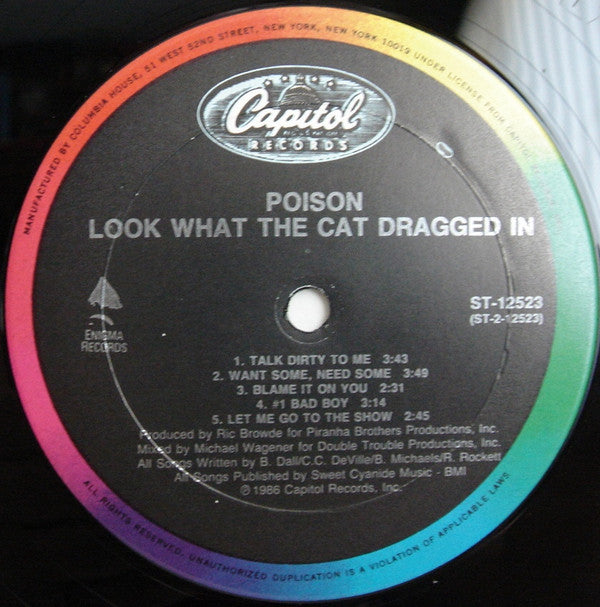 MANUFACTURED BY COLUMBIA HOUSE, 51 WEST 52ND STREET, NEW YORK, NEW YORK 10019 UNDER LICENSE FROM CAPITOL
Capitol
RECORDS
POISON
LOOK WHAT THE CAT DRAGGED IN
ST-12523
(ST-2-12523)
ENIGMA
RECORDS
1. TALK DIRTY TO ME 3:43
2. WANT SOME, NEED SOME 3:49
3. BLAME IT ON YOU 2:31
4. #1 BAD BOY 3:14
5. LET ME GO TO THE SHOW 2:45
Produced by Ric Browde for Piranha Brothers Productions, Inc.
Mixed by Michael Wagener for Double Trouble Productions, Inc.
All Songs Written by B. Dall/C.C. DeVille/B. Michaels/R. Rockett
All Songs Published by Sweet Cyanide Music - BMI
℗ 1986 Capitol Records, Inc.
ALL RIGHTS RESERVED. UNAUTHORIZED DUPLICATION IS A VIOLATION OF APPLICABLE LAWS